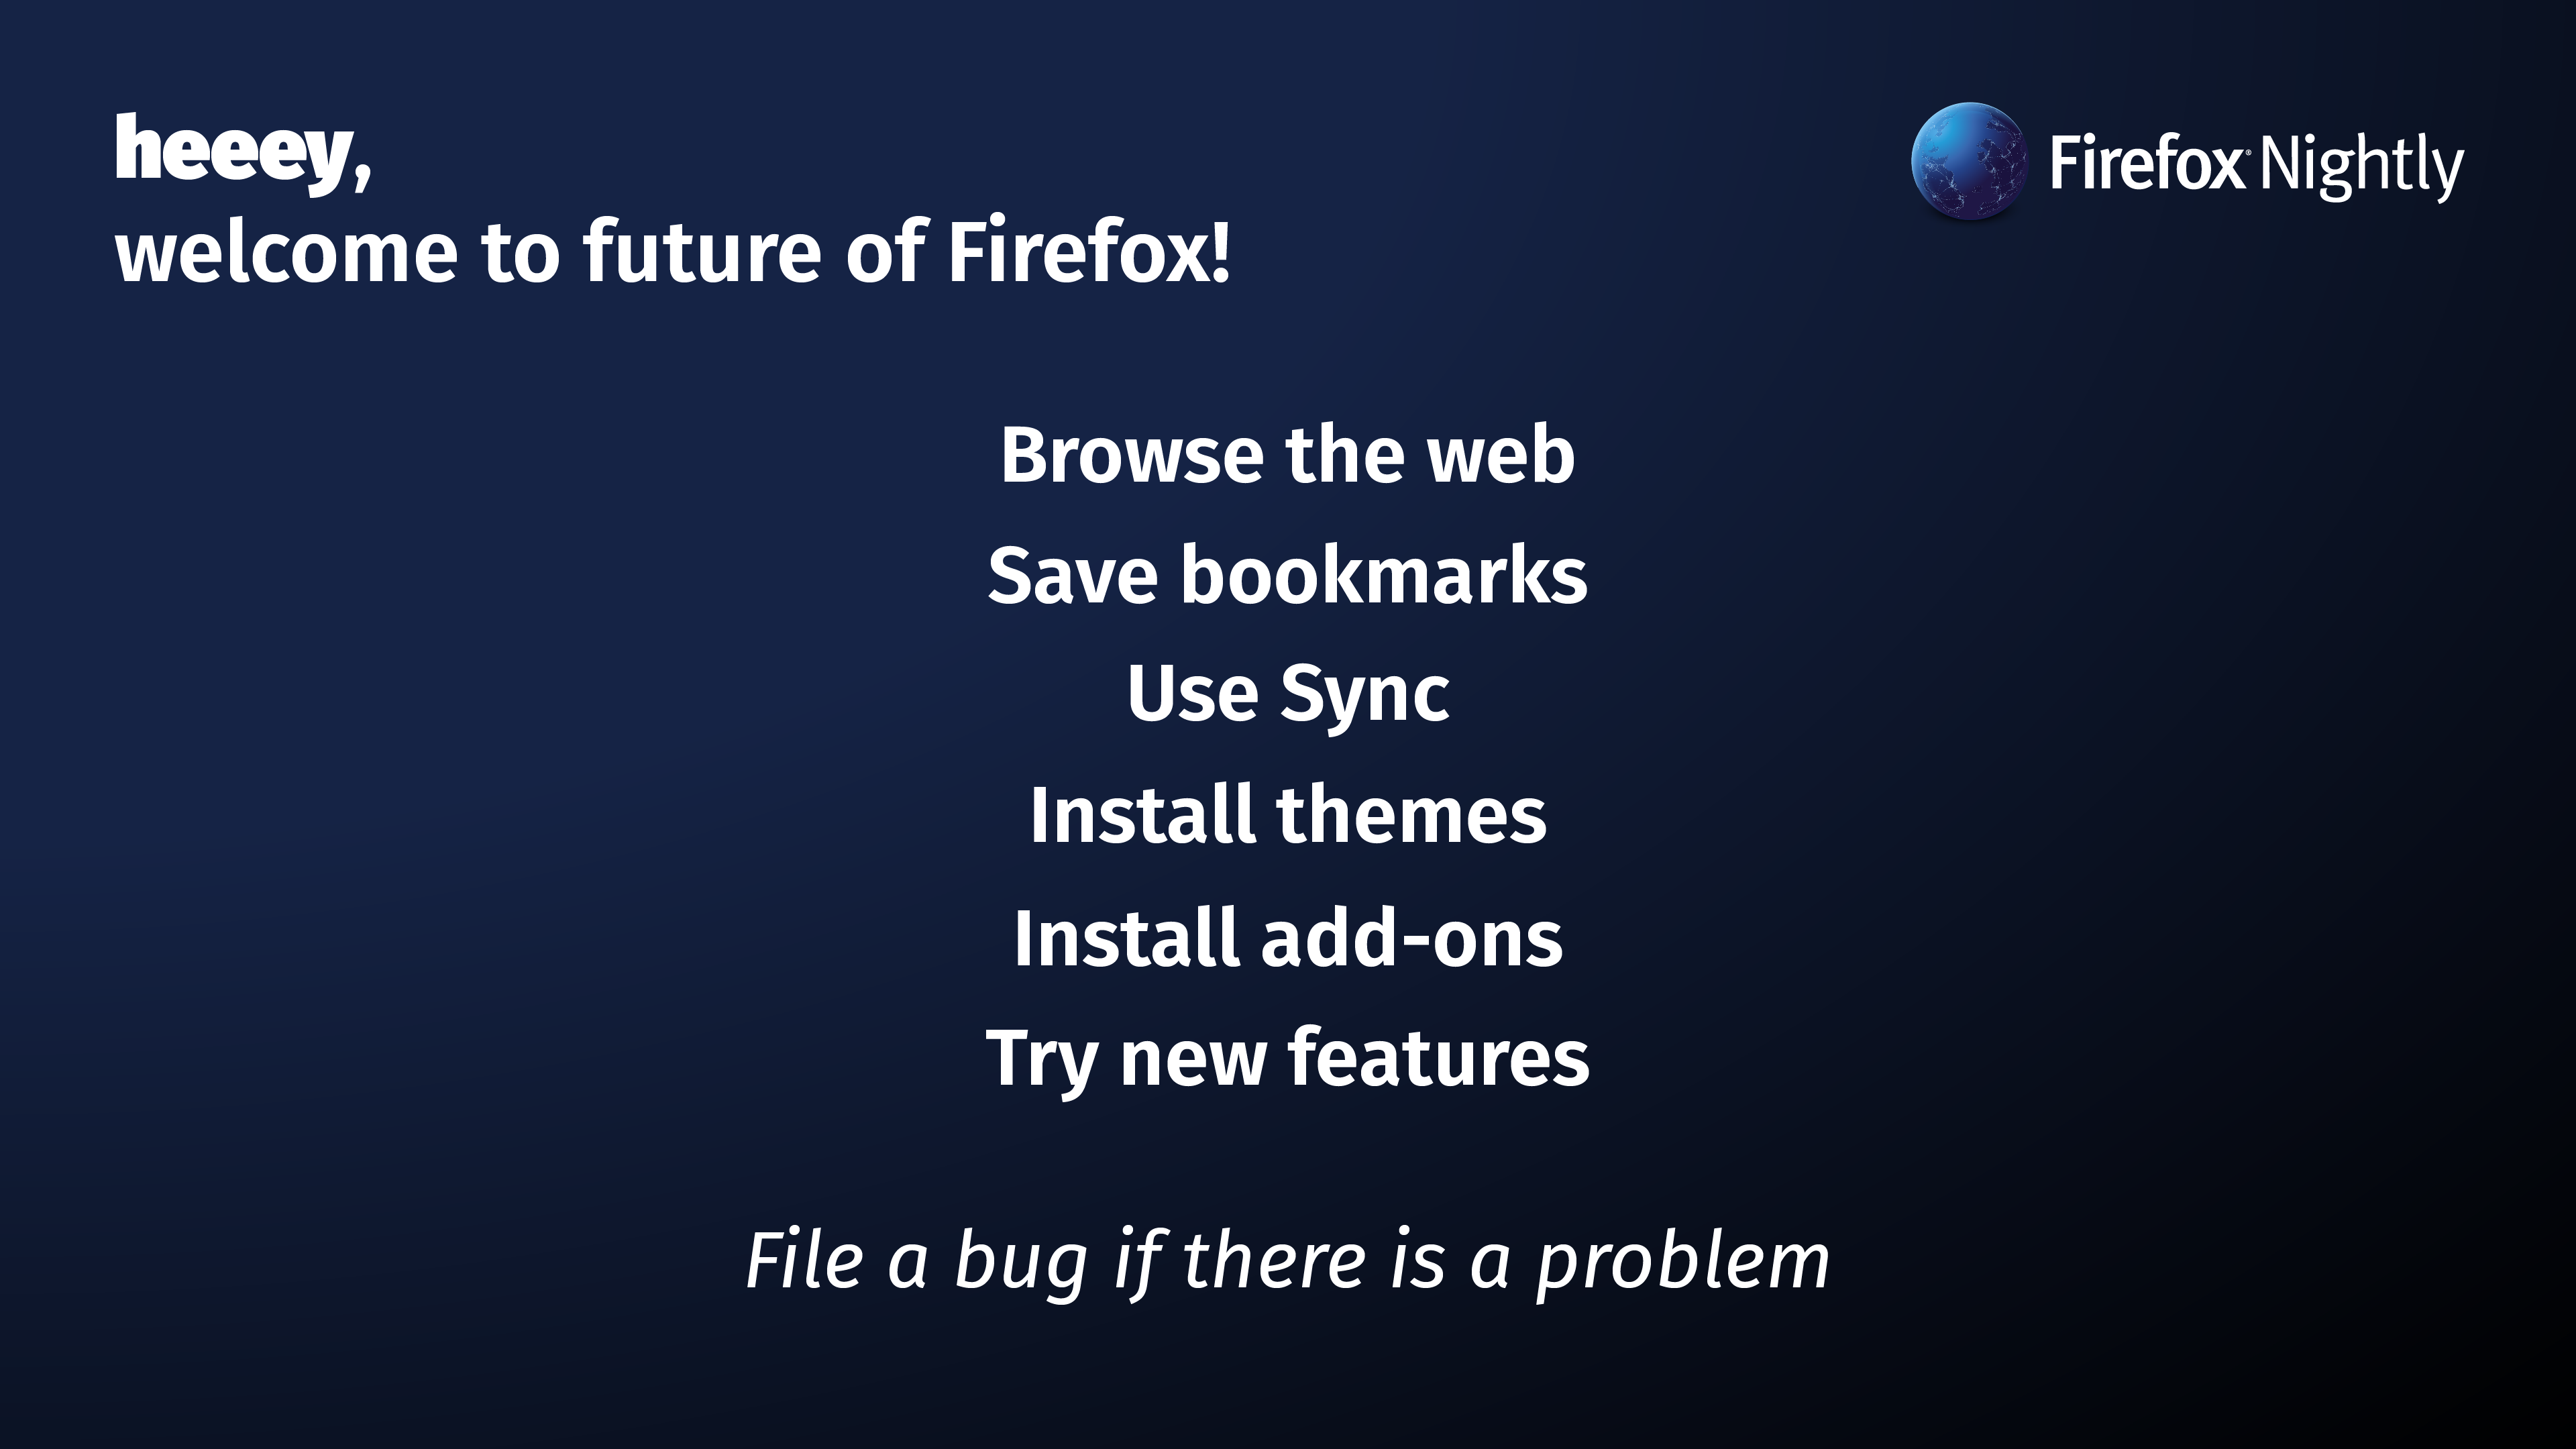 heeey,
welcome to future of Firefox!
Firefox® Nightly
Browse the web
Save bookmarks
Use Sync
Install themes
Install add-ons
Try new features
File a bug if there is a problem